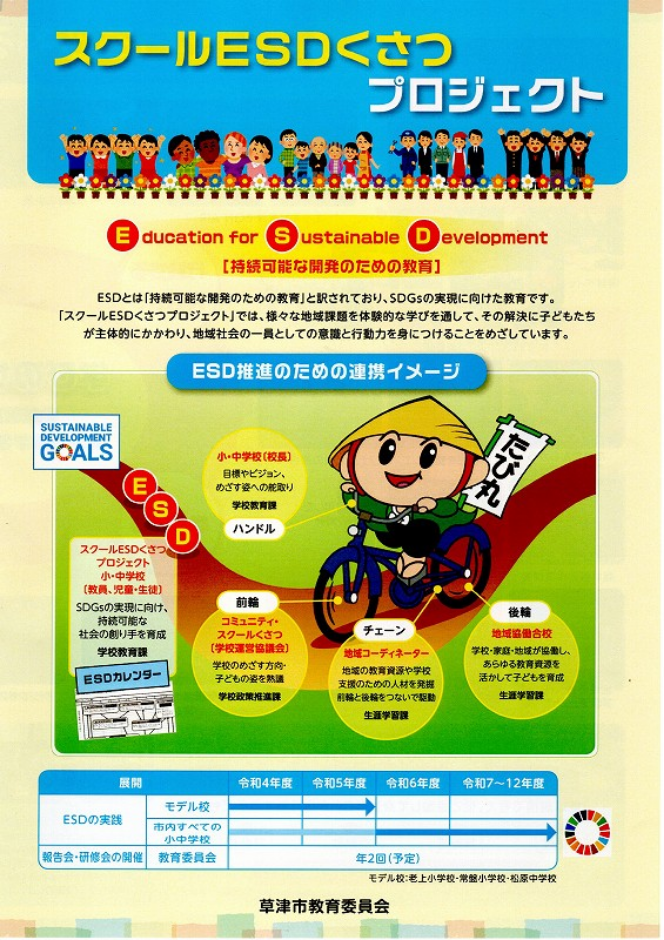 スクールESDくさつ
プロジェクト
Education for Sustainable Development
[持続可能な開発のための教育]
ESDとは「持続可能な開発のための教育」と訳されており、SDGsの実現に向けた教育です。
「スクールESDくさつプロジェクト」では、様々な地域課題を体験的な学びを通して、その解決に子どもたち
が主体的にかかわり、地域社会の一員としての意識と行動力を身につけることをめざしています。
ESD推進のための連携イメージ
SUSTAINABLE
DEVELOPMENT
GOALS
ESD
スクールESDくさつ
プロジェクト
小・中学校
(教員、児童・生徒)
SDGsの実現に向け、
持続可能な
社会の創り手を育成
学校教育課
ESDカレンダー
小・中学校(校長)
目標やビジョン、
めざす姿への舵取り
学校教育課
ハンドル
たび丸
前輪
コミュニティ・
スクールくさつ
(学校運営協議会)
学校のめざす方向・
子どもの姿を熟議
学校政策推進課
チェーン
地域コーディネーター
地域の教育資源や学校
支援のための人材を発掘
前輪と後輪をつないで駆動
生涯学習課
後輪
地域協働合校
学校・家庭・地域が協働し、
あらゆる教育資源を
活かして子どもを育成
生涯学習課
展開 令和4年度 令和5年度 令和6年度 令和7~12年度
ESDの実践 モデル校
市内すべての
小中学校
報告会・研修会の開催 教育委員会 年2回(予定)
モデル校:老上小学校・常盤小学校・松原中学校
草津市教育委員会